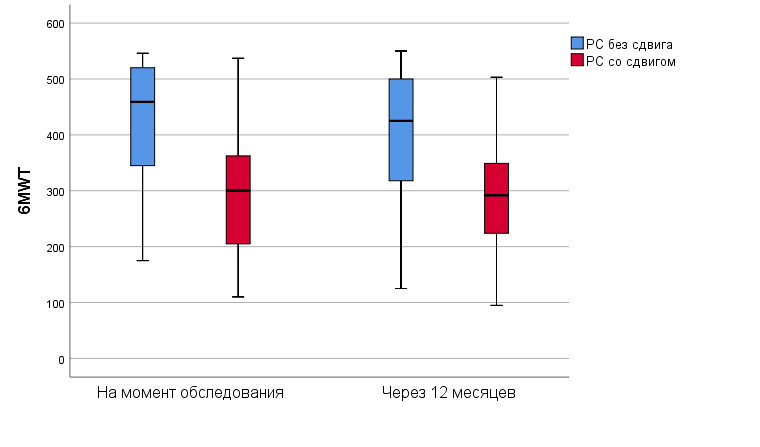 600
РС без сдвига
РС со сдвигом
500
400
300
200
100
0
6MWT
На момент обследования
Через 12 месяцев